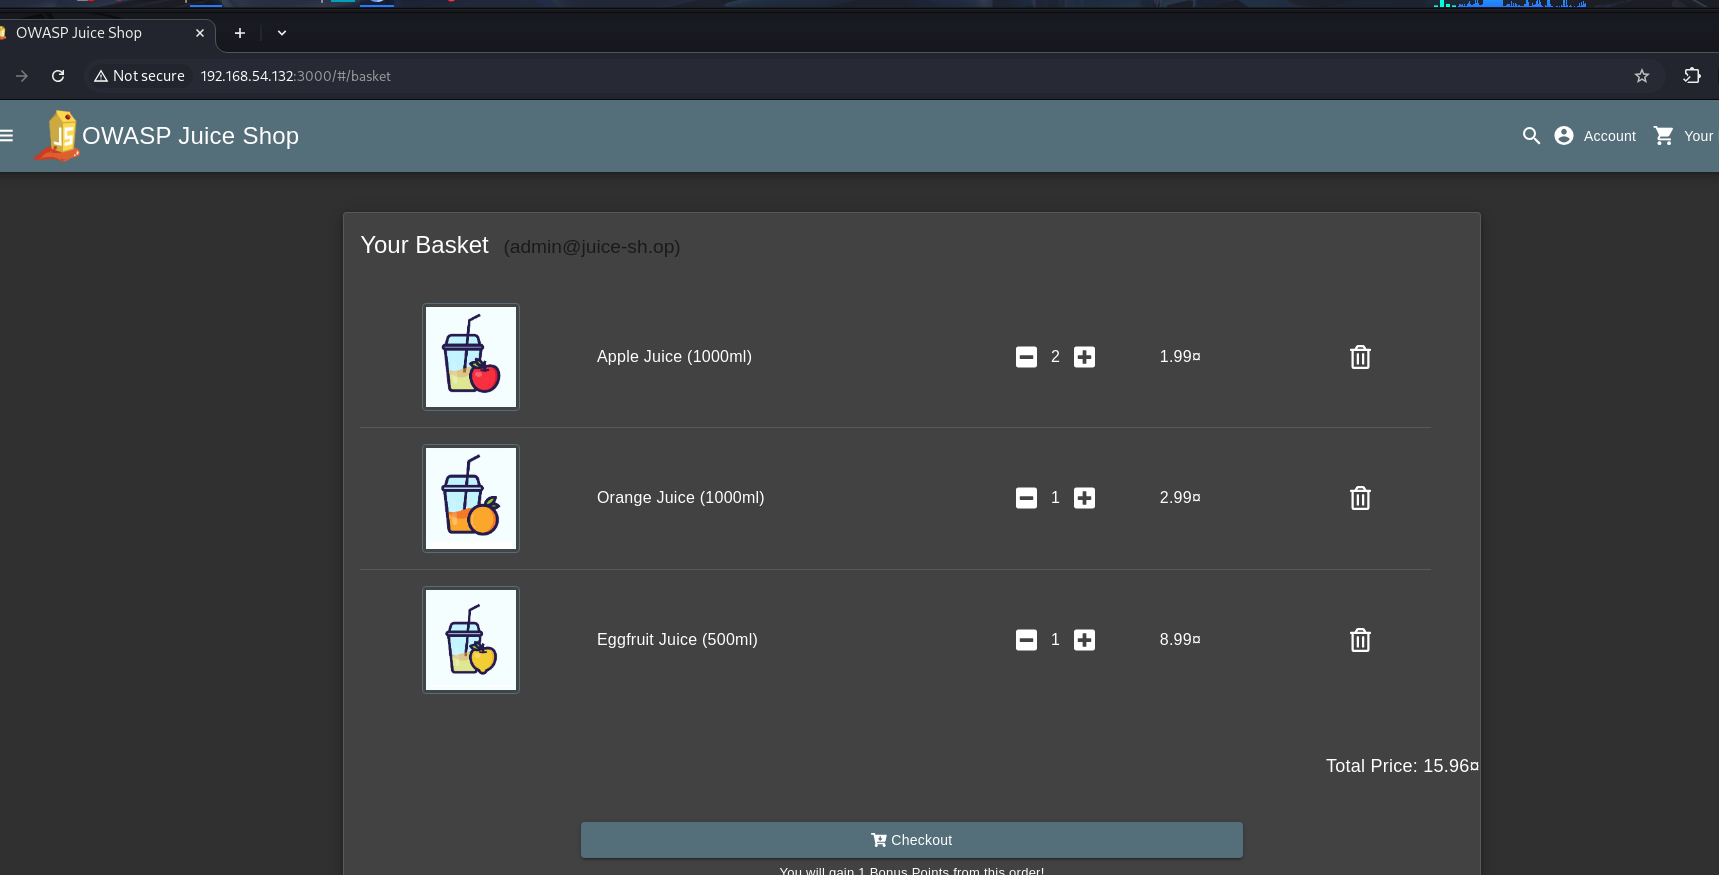 OWASP Juice Shop
Not secure 192.168.54.132:3000/#/basket
JS OWASP Juice Shop Account Your
Your Basket (admin@juice-sh.op)
Apple Juice (1000ml) 2 1.99¤
Orange Juice (1000ml) 1 2.99¤
Eggfruit Juice (500ml) 1 8.99¤
Total Price: 15.96¤
Checkout
You will gain 1 Bonus Points from this order!